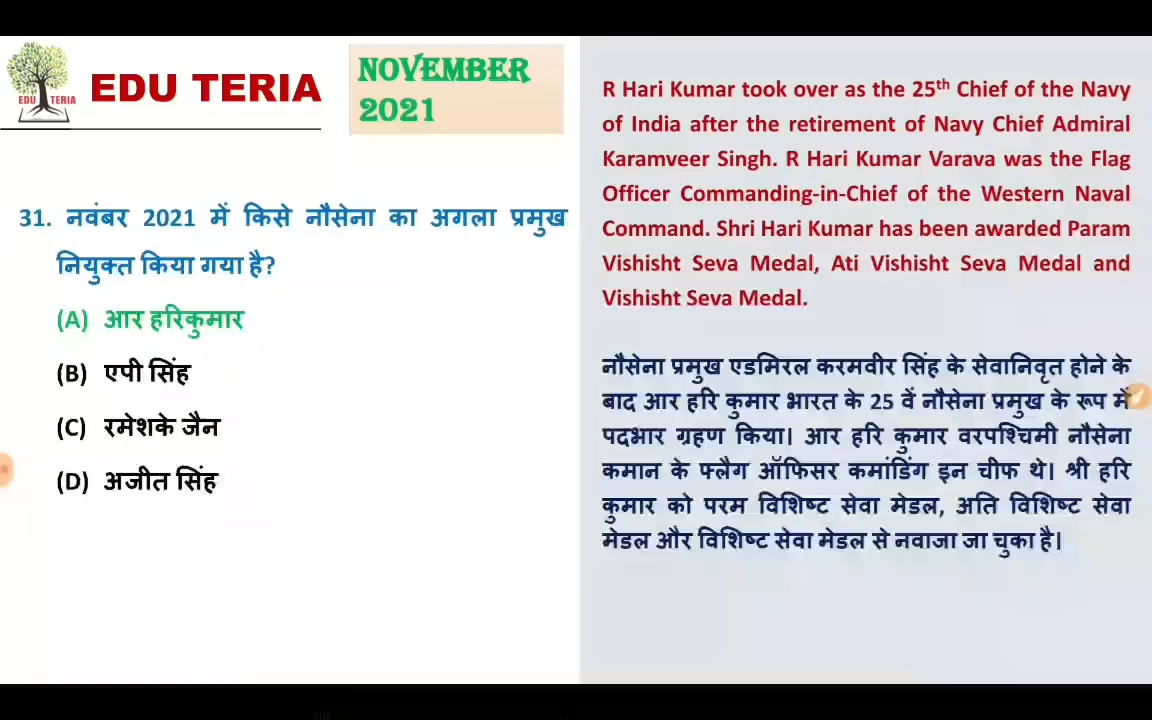 EDU TERIA
EDU TERIA
NOVEMBER
2021
31. नवंबर 2021 में किसे नौसेना का अगला प्रमुख
नियुक्त किया गया है?
(A) आर हरिकुमार
(B) एपी सिंह
(C) रमेशके जैन
(D) अजीत सिंह
R Hari Kumar took over as the 25th Chief of the Navy
of India after the retirement of Navy Chief Admiral
Karamveer Singh. R Hari Kumar Varava was the Flag
Officer Commanding-in-Chief of the Western Naval
Command. Shri Hari Kumar has been awarded Param
Vishisht Seva Medal, Ati Vishisht Seva Medal and
Vishisht Seva Medal.
नौसेना प्रमुख एडमिरल करमवीर सिंह के सेवानिवृत होने के
बाद आर हरि कुमार भारत के 25 वें नौसेना प्रमुख के रूप में
पदभार ग्रहण किया। आर हरि कुमार वरपश्चिमी नौसेना
कमान के फ्लैग ऑफिसर कमांडिंग इन चीफ थे। श्री हरि
कुमार को परम विशिष्ट सेवा मेडल, अति विशिष्ट सेवा
मेडल और विशिष्ट सेवा मेडल से नवाजा जा चुका है।